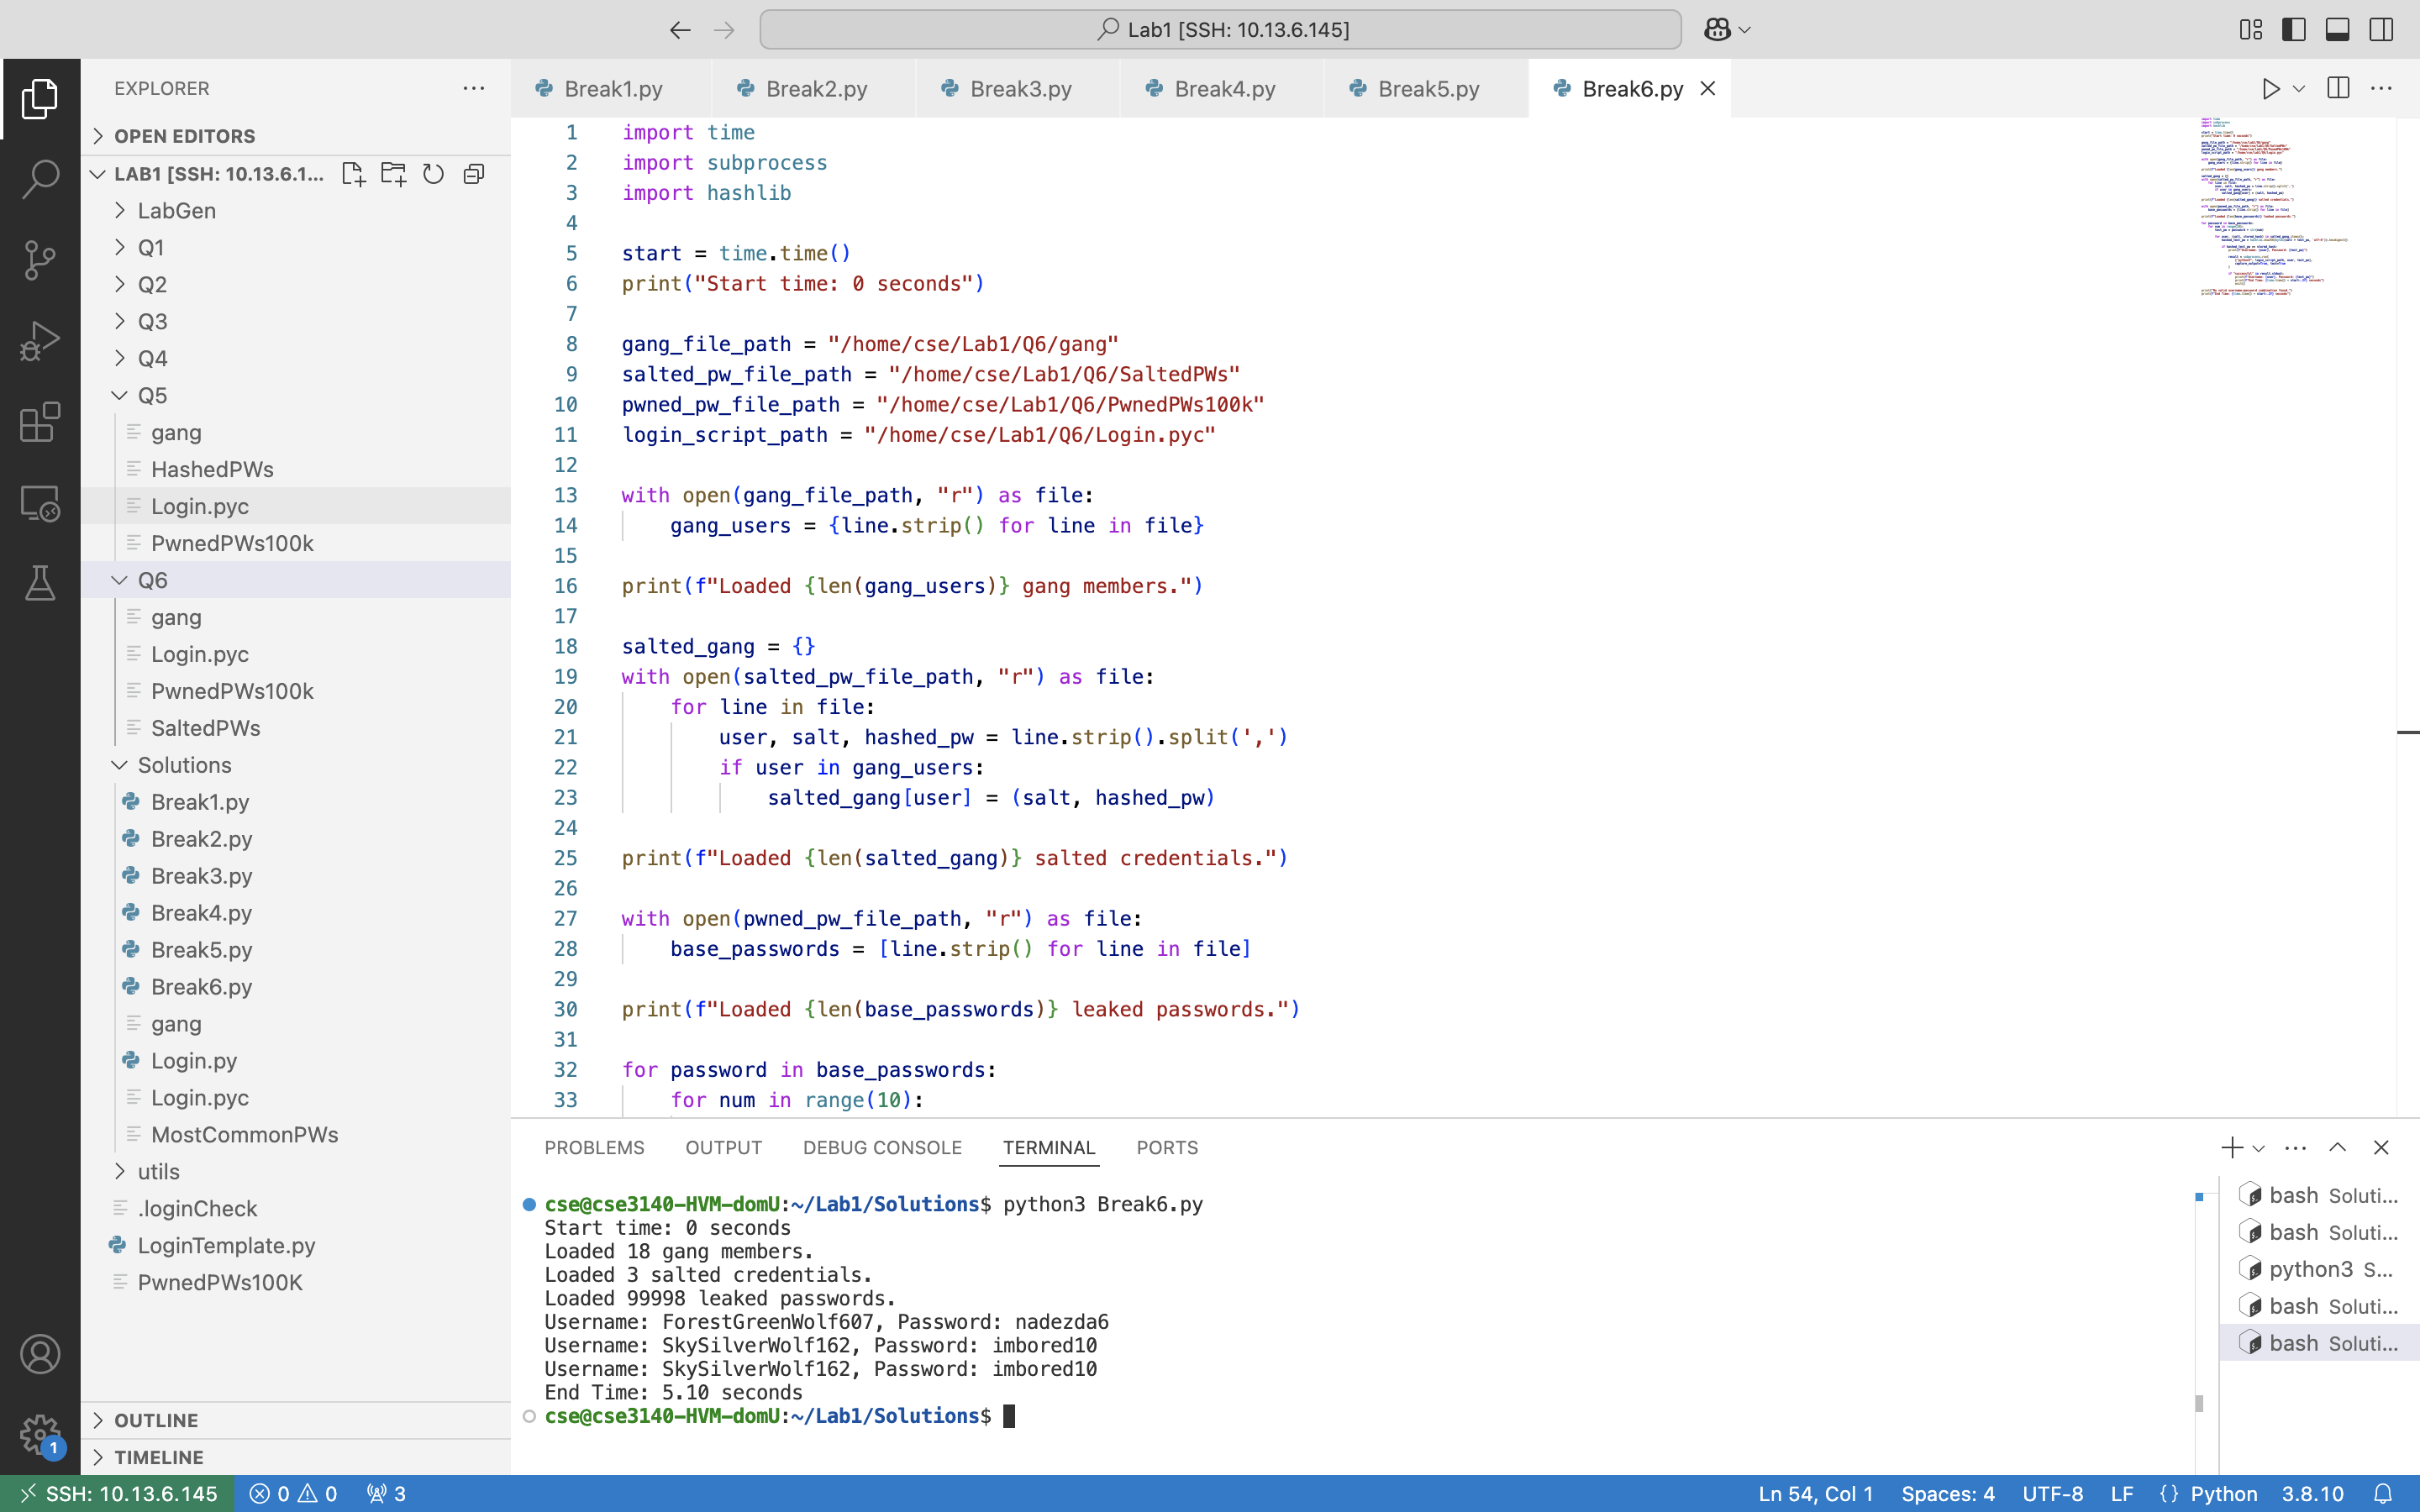 Lab1 [SSH: 10.13.6.145]
EXPLORER
OPEN EDITORS
LAB1 [SSH: 10.13.6.1...
LabGen
Q1
Q2
Q3
Q4
Q5
gang
HashedPWs
Login.pyc
PwnedPWs100k
Q6
gang
Login.pyc
PwnedPWs100k
SaltedPWs
Solutions
Break1.py
Break2.py
Break3.py
Break4.py
Break5.py
Break6.py
gang
Login.py
Login.pyc
MostCommonPWs
utils
.loginCheck
LoginTemplate.py
PwnedPWs100K
OUTLINE
TIMELINE
1
Break1.py Break2.py Break3.py Break4.py Break5.py Break6.py
1 import time
2 import subprocess
3 import hashlib
4
5 start = time.time()
6 print("Start time: 0 seconds")
7
8 gang_file_path = "/home/cse/Lab1/Q6/gang"
9 salted_pw_file_path = "/home/cse/Lab1/Q6/SaltedPWs"
10 pwned_pw_file_path = "/home/cse/Lab1/Q6/PwnedPWs100k"
11 login_script_path = "/home/cse/Lab1/Q6/Login.pyc"
12
13 with open(gang_file_path, "r") as file:
14     gang_users = {line.strip() for line in file}
15
16 print(f"Loaded {len(gang_users)} gang members.")
17
18 salted_gang = {}
19 with open(salted_pw_file_path, "r") as file:
20     for line in file:
21         user, salt, hashed_pw = line.strip().split(',')
22         if user in gang_users:
23             salted_gang[user] = (salt, hashed_pw)
24
25 print(f"Loaded {len(salted_gang)} salted credentials.")
26
27 with open(pwned_pw_file_path, "r") as file:
28     base_passwords = [line.strip() for line in file]
29
30 print(f"Loaded {len(base_passwords)} leaked passwords.")
31
32 for password in base_passwords:
33     for num in range(10):
PROBLEMS OUTPUT DEBUG CONSOLE TERMINAL PORTS
cse@cse3140-HVM-domU:~/Lab1/Solutions$ python3 Break6.py
Start time: 0 seconds
Loaded 18 gang members.
Loaded 3 salted credentials.
Loaded 99998 leaked passwords.
Username: ForestGreenWolf607, Password: nadezda6
Username: SkySilverWolf162, Password: imbored10
Username: SkySilverWolf162, Password: imbored10
End Time: 5.10 seconds
cse@cse3140-HVM-domU:~/Lab1/Solutions$
bash Soluti...
bash Soluti...
python3 S...
bash Soluti...
bash Soluti...
SSH: 10.13.6.145 0 0 3 Ln 54, Col 1 Spaces: 4 UTF-8 LF {} Python 3.8.10